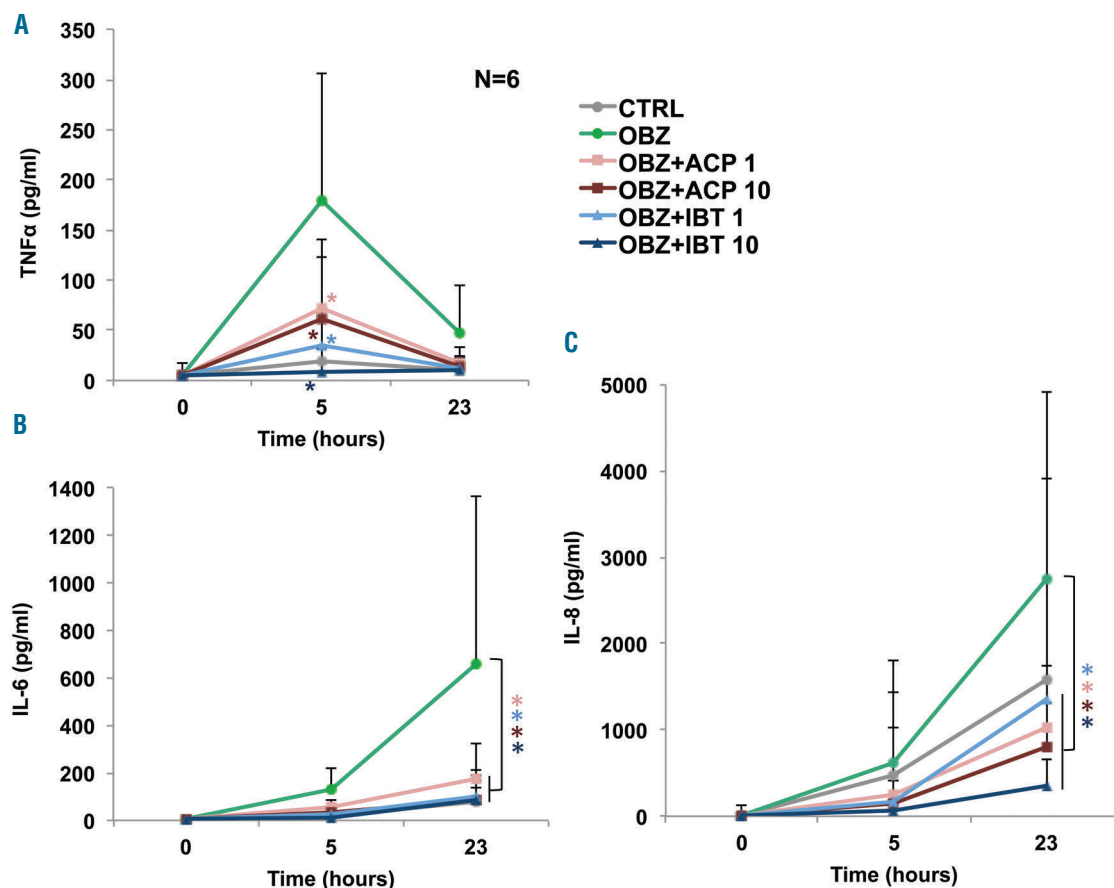 A
TNFα (pg/ml)
350
300
250
200
150
100
50
0
N=6
*
*
*
*
0 5 23
Time (hours)
CTRL
OBZ
OBZ+ACP 1
OBZ+ACP 10
OBZ+IBT 1
OBZ+IBT 10
B
IL-6 (pg/ml)
1400
1200
1000
800
600
400
200
0
*
*
*
*
0 5 23
Time (hours)
C
IL-8 (pg/ml)
5000
4000
3000
2000
1000
0
*
*
*
*
0 5 23
Time (hours)